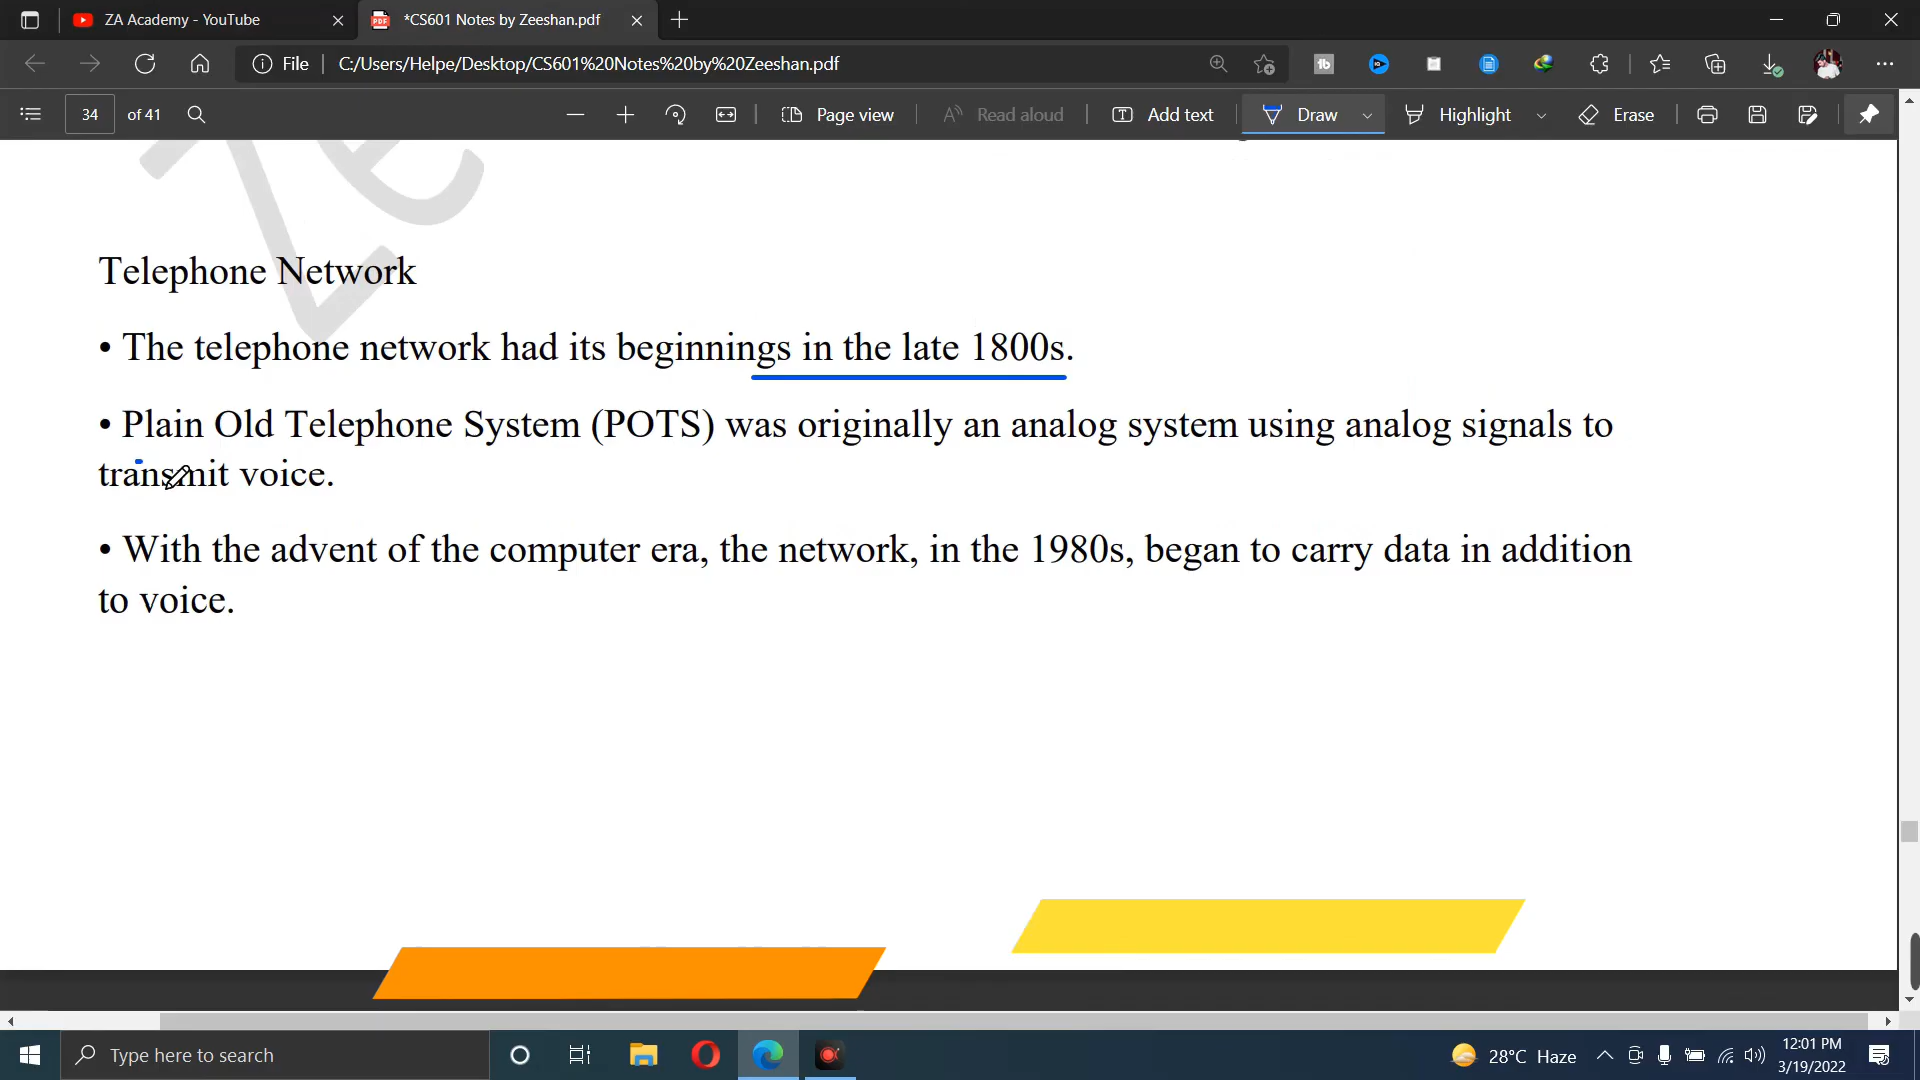 ZA Academy - YouTube
*CS601 Notes by Zeeshan.pdf
File
C:/Users/Helpe/Desktop/CS601%20Notes%20by%20Zeeshan.pdf
34 of 41
Page view
Read aloud
Add text
Draw
Highlight
Erase
Ze
Telephone Network
• The telephone network had its beginnings in the late 1800s.
• Plain Old Telephone System (POTS) was originally an analog system using analog signals to
transmit voice.
• With the advent of the computer era, the network, in the 1980s, began to carry data in addition
to voice.
Type here to search
28°C Haze
12:01 PM
3/19/2022